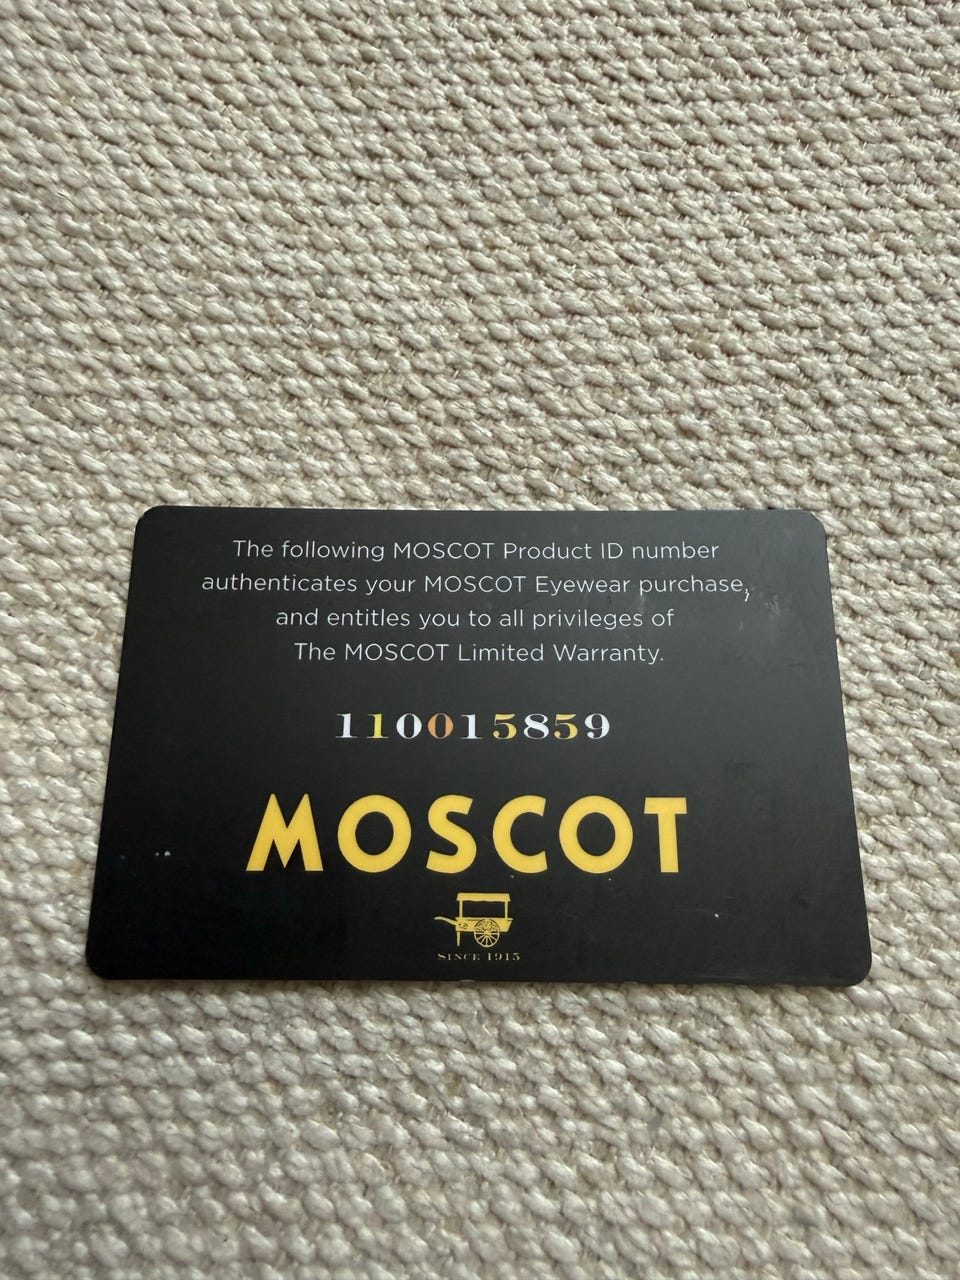 The following MOSCOT Product ID number
authenticates your MOSCOT Eyewear purchase,
and entitles you to all privileges of
The MOSCOT Limited Warranty.
110015859
MOSCOT
SINCE 1915